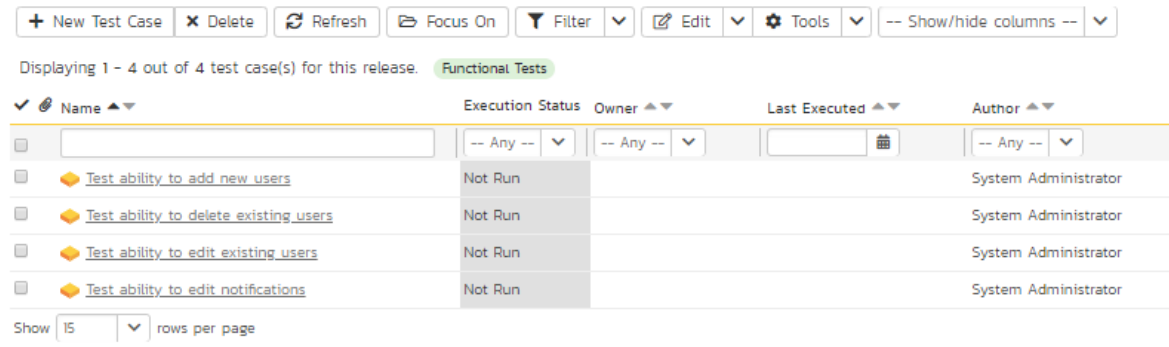 New Test Case Delete Refresh Focus On Filter Edit Tools -- Show/hide columns --
Displaying 1 - 4 out of 4 test case(s) for this release. Functional Tests
Name Execution Status Owner Last Executed Author
-- Any -- -- Any -- -- Any --
Test ability to add new users Not Run System Administrator
Test ability to delete existing users Not Run System Administrator
Test ability to edit existing users Not Run System Administrator
Test ability to edit notifications Not Run System Administrator
Show 15 rows per page